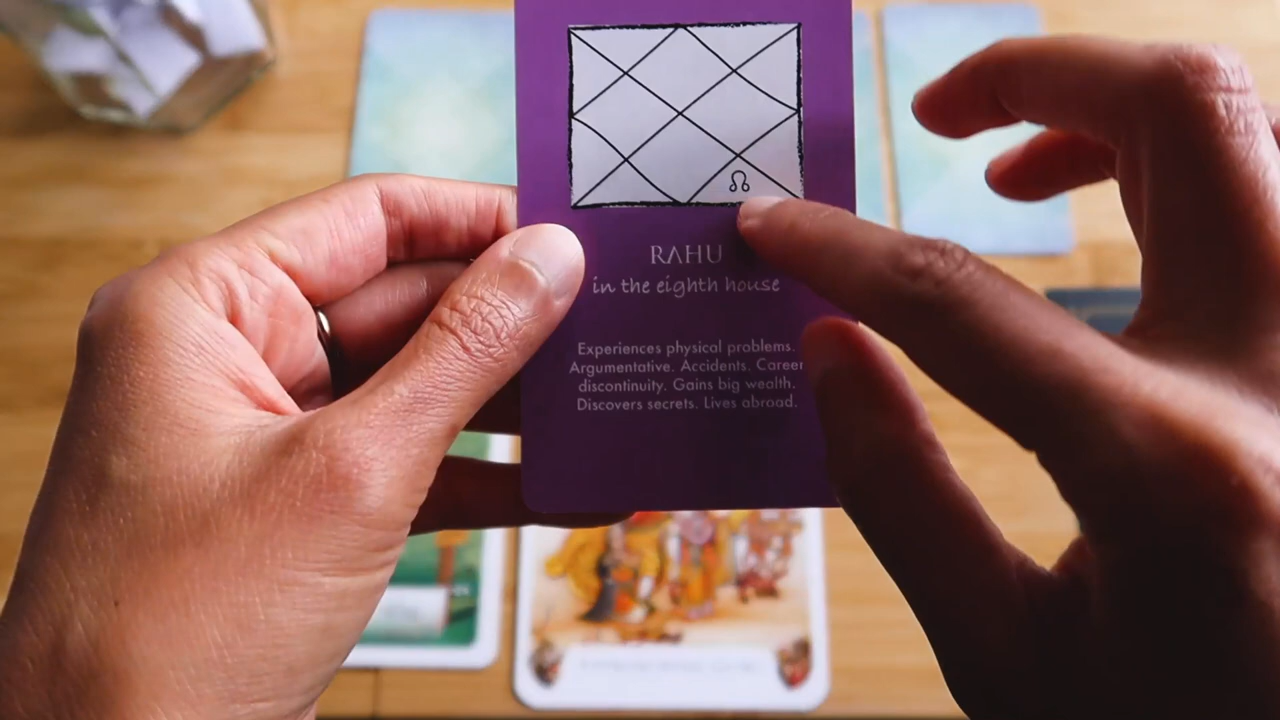 RAHU
in the eighth house
Experiences physical problems.
Argumentative. Accidents. Career
discontinuity. Gains big wealth.
Discovers secrets. Lives abroad.